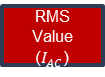 RMS
Value
(I_{AC})